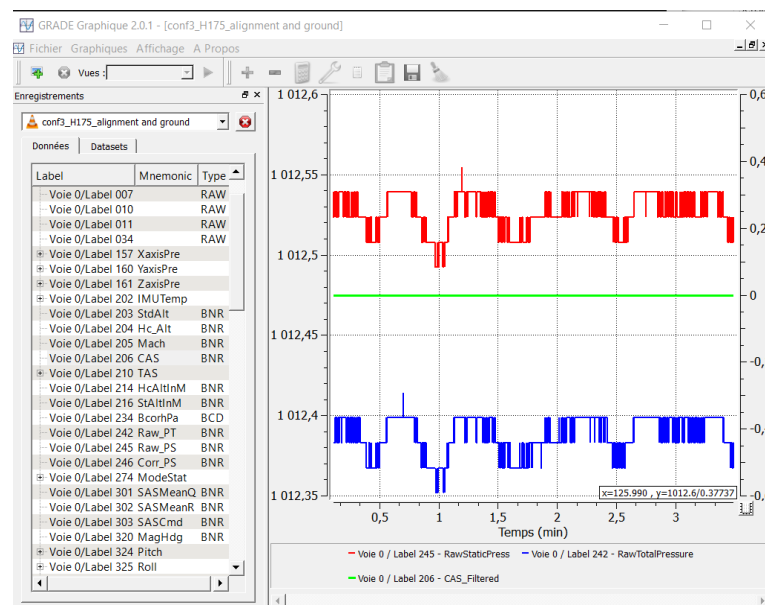 GRADE Graphique 2.0.1 - [conf3_H175_alignment and ground]
Fichier Graphiques Affichage A Propos
Vues :
Enregistrements
conf3_H175_alignment and ground
Données Datasets
Label Mnemonic Type
Voie 0/Label 007 RAW
Voie 0/Label 010 RAW
Voie 0/Label 011 RAW
Voie 0/Label 034 RAW
Voie 0/Label 157 XaxisPre
Voie 0/Label 160 YaxisPre
Voie 0/Label 161 ZaxisPre
Voie 0/Label 202 IMUTemp
Voie 0/Label 203 StdAlt BNR
Voie 0/Label 204 Hc_Alt BNR
Voie 0/Label 205 Mach BNR
Voie 0/Label 206 CAS BNR
Voie 0/Label 210 TAS
Voie 0/Label 214 HcAltInM BNR
Voie 0/Label 216 StAltInM BNR
Voie 0/Label 234 BcorhPa BCD
Voie 0/Label 242 Raw_PT BNR
Voie 0/Label 245 Raw_PS BNR
Voie 0/Label 246 Corr_PS BNR
Voie 0/Label 274 ModeStat
Voie 0/Label 301 SASMeanQ BNR
Voie 0/Label 302 SASMeanR BNR
Voie 0/Label 303 SASCmd BNR
Voie 0/Label 320 MagHdg BNR
Voie 0/Label 324 Pitch
Voie 0/Label 325 Roll
1 012,6
1 012,55
1 012,5
1 012,45
1 012,4
1 012,35
0,6
0,4
0,2
0
-0,
-0,
-0,
x=125.990 , y=1012.6/0.37737
0,5 1 1,5 2 2,5 3
Temps (min)
Voie 0 / Label 245 - RawStaticPress Voie 0 / Label 242 - RawTotalPressure
Voie 0 / Label 206 - CAS_Filtered